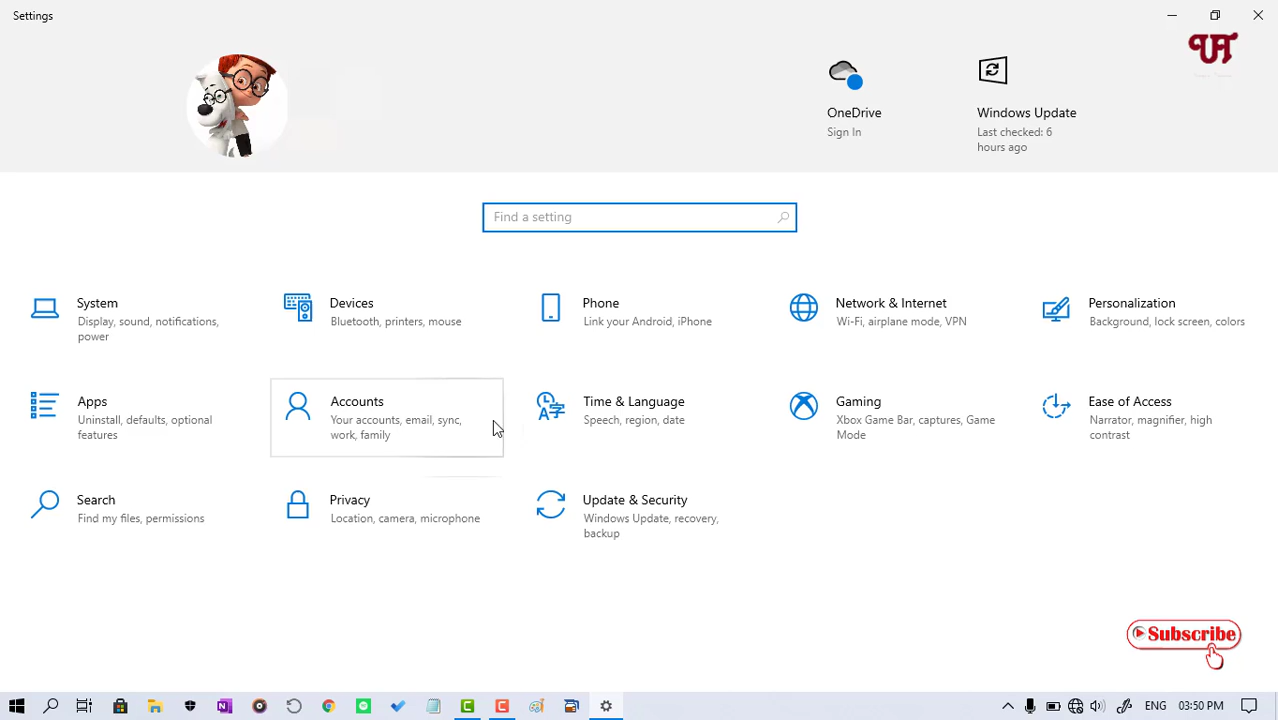 Settings
UT
OneDrive
Sign In
Windows Update
Last checked: 6
hours ago
Find a setting
System
Display, sound, notifications,
power
Devices
Bluetooth, printers, mouse
Phone
Link your Android, iPhone
Network & Internet
Wi-Fi, airplane mode, VPN
Personalization
Background, lock screen, colors
Apps
Uninstall, defaults, optional
features
Accounts
Your accounts, email, sync,
work, family
Time & Language
Speech, region, date
Gaming
Xbox Game Bar, captures, Game
Mode
Ease of Access
Narrator, magnifier, high
contrast
Search
Find my files, permissions
Privacy
Location, camera, microphone
Update & Security
Windows Update, recovery,
backup
Subscribe
ENG
03:50 PM